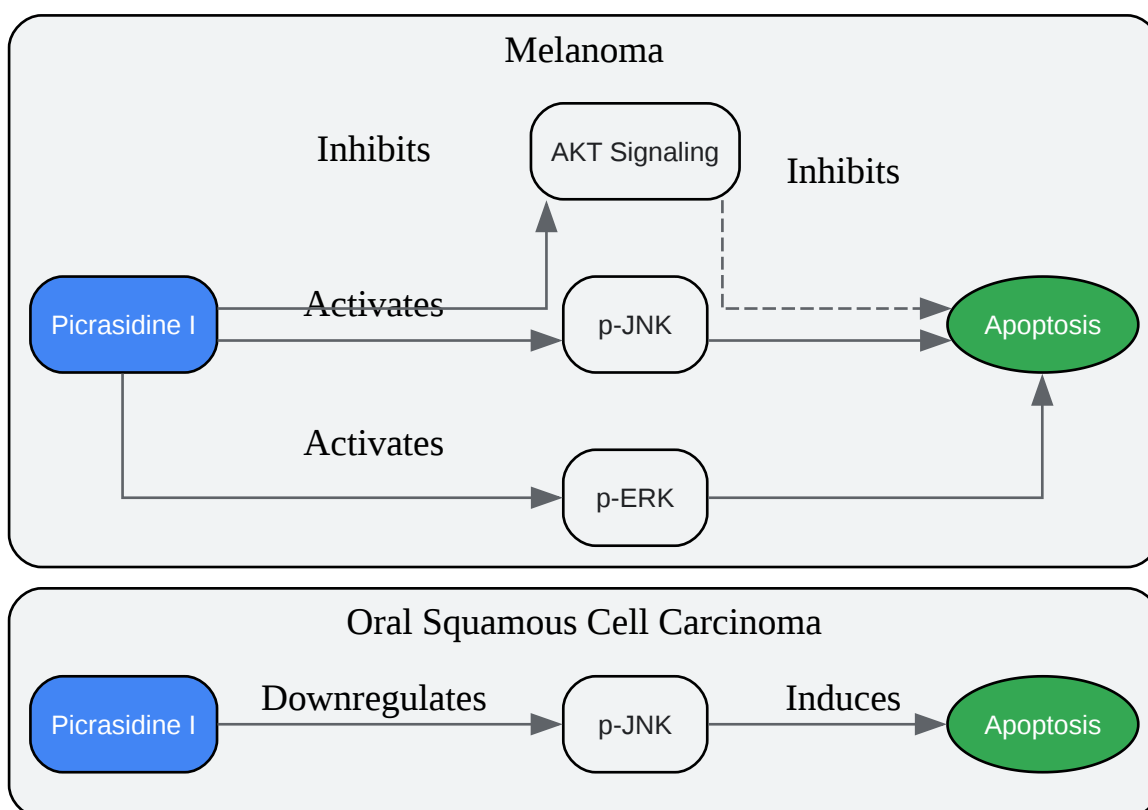 Melanoma
Inhibits
AKT Signaling
Inhibits
Picrasidine I
Activates
p-JNK
Apoptosis
Activates
p-ERK
Oral Squamous Cell Carcinoma
Picrasidine I
Downregulates
p-JNK
Induces
Apoptosis